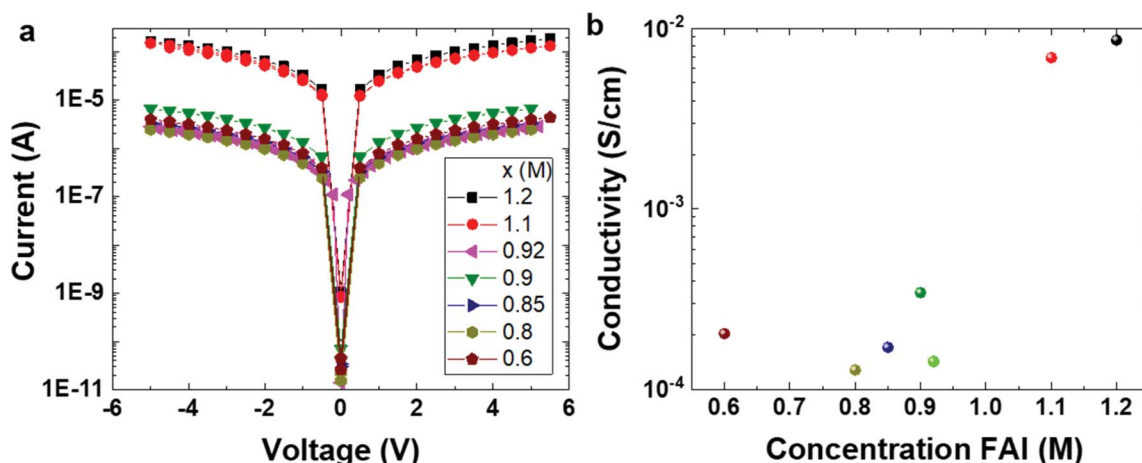 a
Current (A)
1E-5
1E-7
1E-9
1E-11
-6
-4
-2
0
2
4
6
Voltage (V)
x (M)
1.2
1.1
0.92
0.9
0.85
0.8
0.6
b
Conductivity (S/cm)
10-2
10-3
10-4
0.6
0.7
0.8
0.9
1.0
1.1
1.2
Concentration FAI (M)